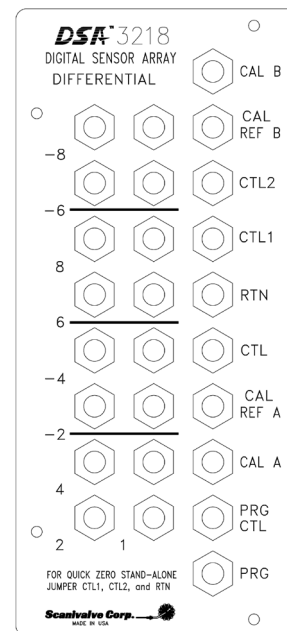 DSA™ 3218
DIGITAL SENSOR ARRAY
DIFFERENTIAL
CAL B
CAL
REF B
-8
CTL2
-6
CTL1
8
RTN
6
CTL
-4
CAL
REF A
-2
CAL A
4
PRG
CTL
2 1
FOR QUICK ZERO STAND-ALONE
JUMPER CTL1, CTL2, and RTN
PRG
Scanivalve Corp.
MADE IN USA